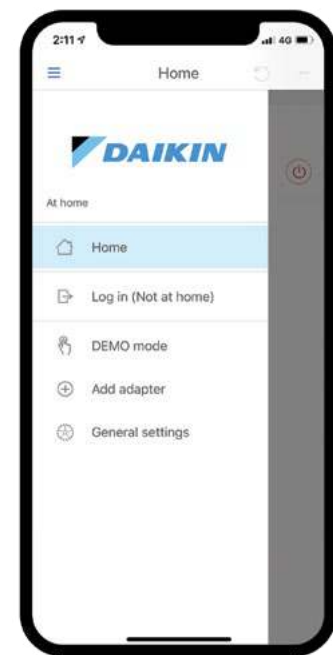 2:11
4G
Home
DAIKIN
At home
Home
Log in (Not at home)
DEMO mode
Add adapter
General settings